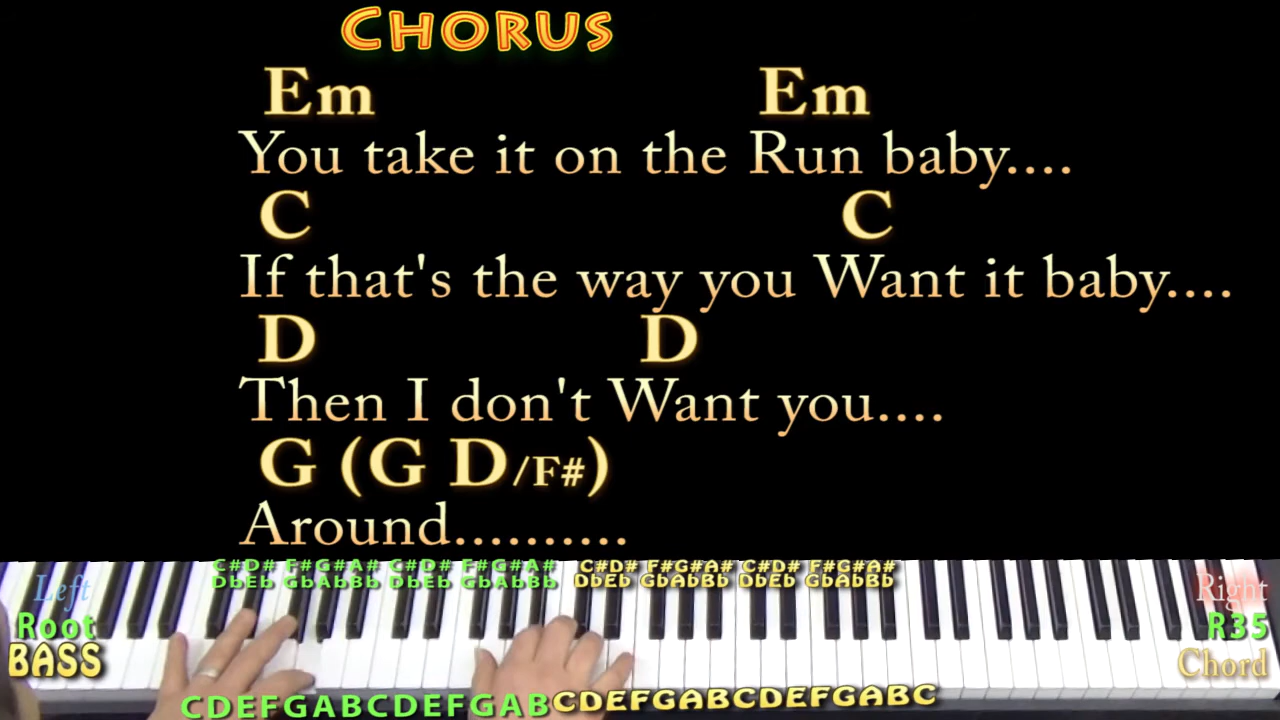 CHORUS
Em Em
You take it on the Run baby....
C C
If that's the way you Want it baby....
D D
Then I don't Want you....
G (G D/F#)
Around..........
C#D# F#G#A# C#D# F#G#A# C#D# F#G#A# C#D# F#G#A#
DbEb GbAbBb DbEb GbAbBb DbEb GbAbBb DbEb GbAbBb
Left Right
Root R35
BASS Chord
CDEFGABCDEFGABCDEFGABCDEFGABC